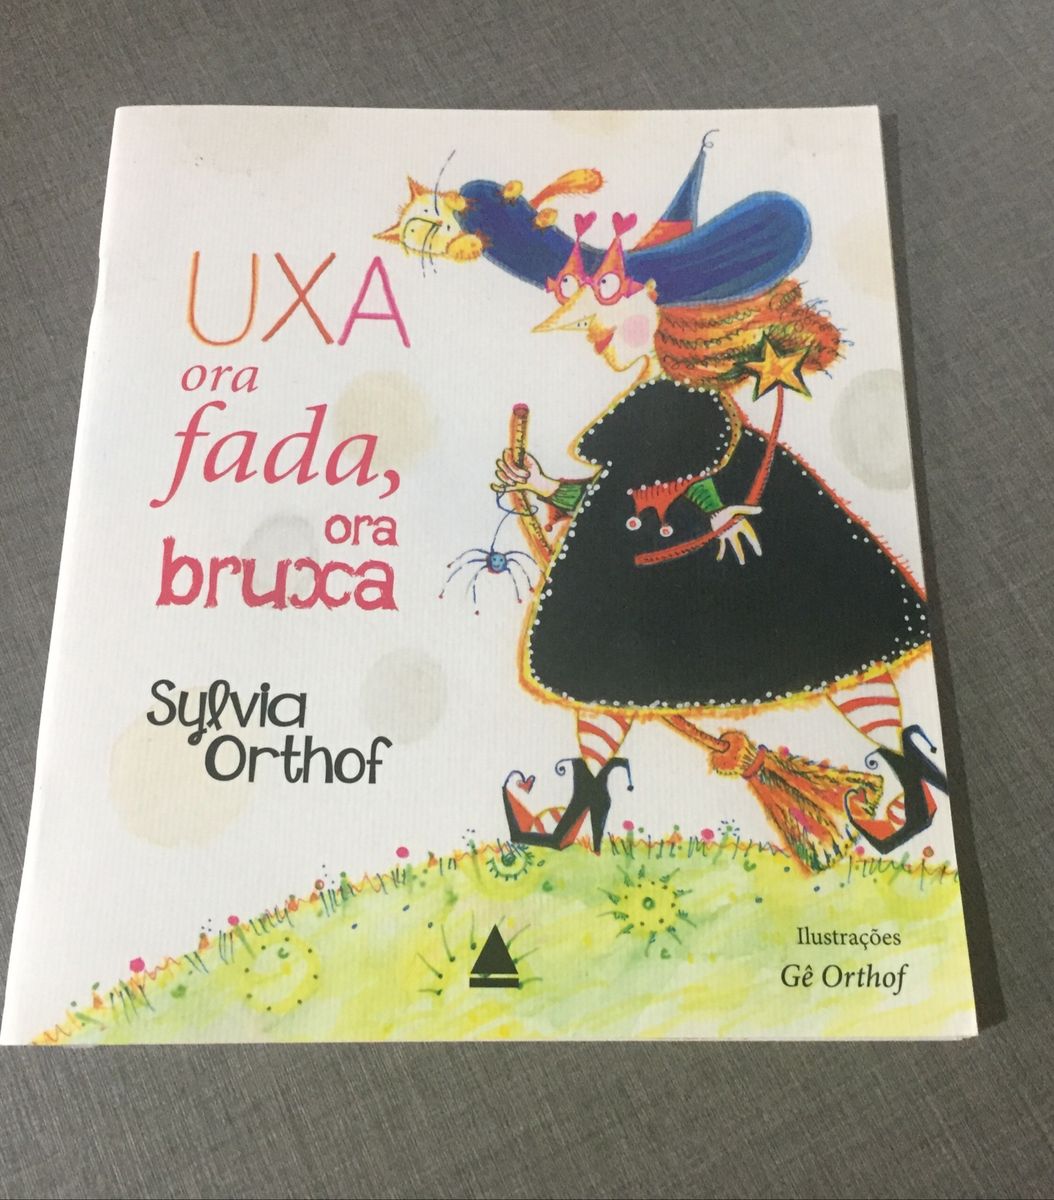 UXA
ora
fada,
ora
bruxa
Sylvia
Orthof
Ilustrações
Gê Orthof